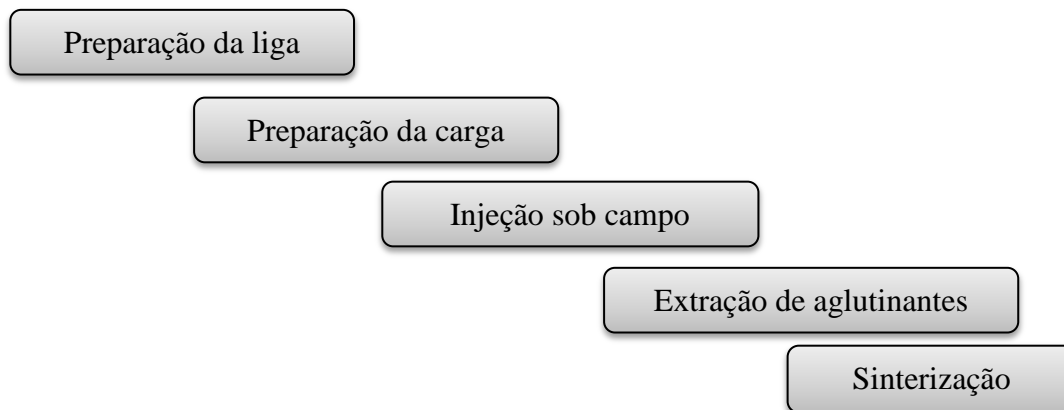 Preparação da liga
Preparação da carga
Injeção sob campo
Extração de aglutinantes
Sinterização